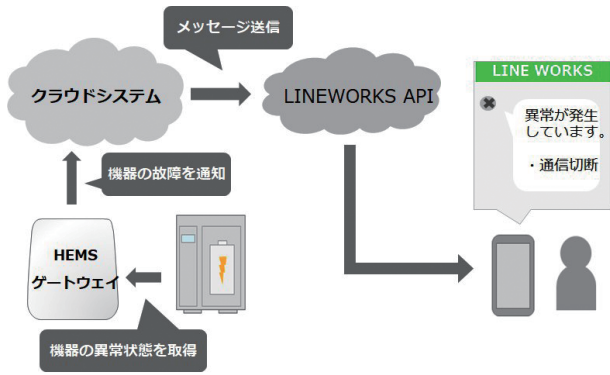 メッセージ送信
クラウドシステム
LINEWORKS API
LINE WORKS
異常が発生
しています。
・通信切断
機器の故障を通知
HEMS
ゲートウェイ
機器の異常状態を取得